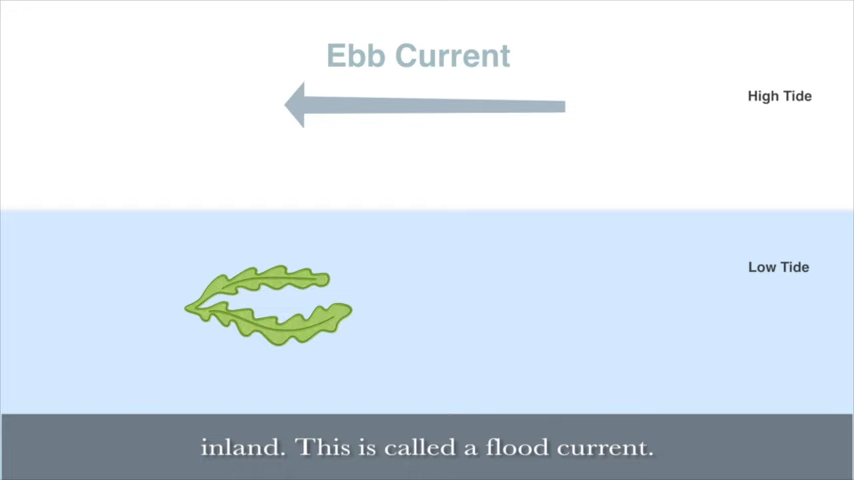 Ebb Current
High Tide
Low Tide
inland. This is called a flood current.